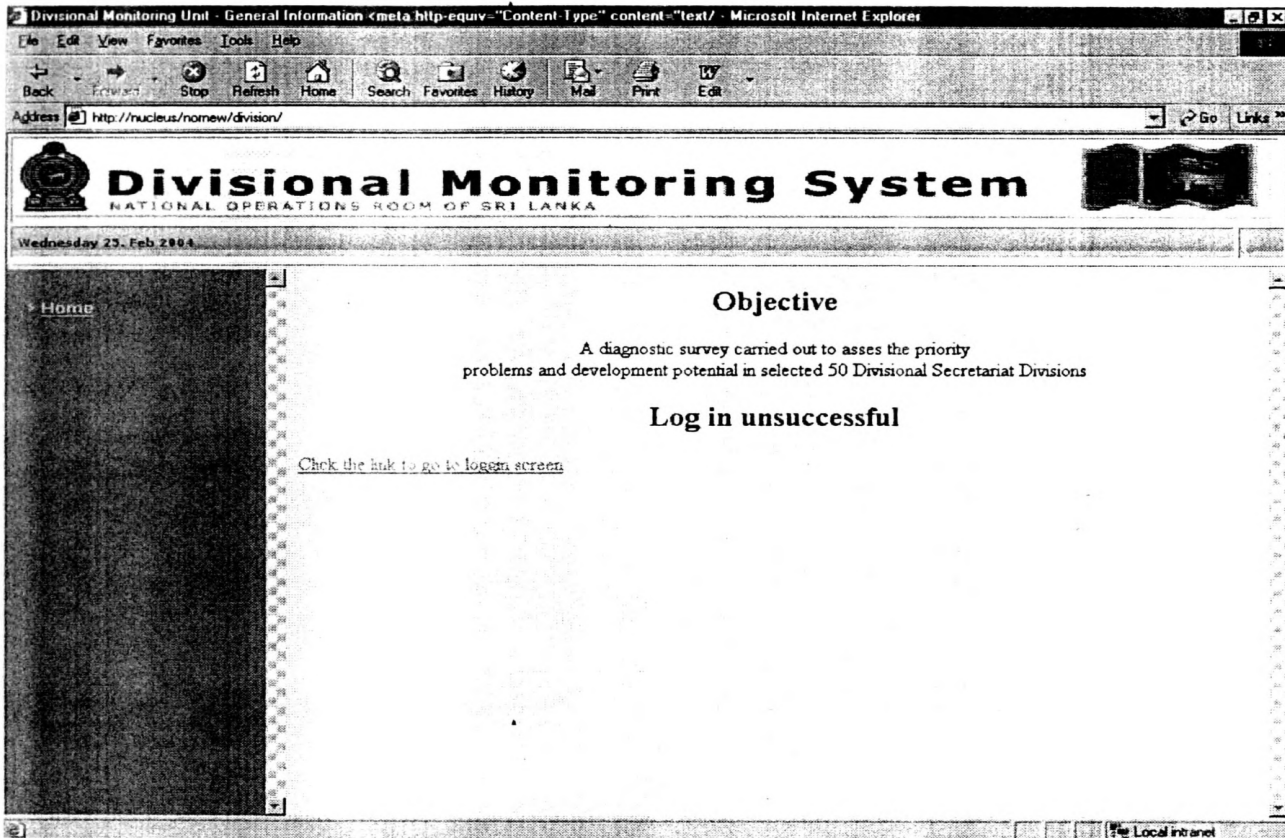 Divisional Monitoring Unit - General Information <meta http-equiv="Content-Type" content="text/ - Microsoft Internet Explorer
File Edit View Favorites Tools Help
Back Forward Stop Refresh Home Search Favorites History Mail Print Edit
Address http://nucleus/nornew/division/ Go Links »
Divisional Monitoring System
NATIONAL OPERATIONS ROOM OF SRI LANKA
Wednesday 25, Feb 2004
Home
Objective
A diagnostic survey carried out to asses the priority
problems and development potential in selected 50 Divisional Secretariat Divisions
Log in unsuccessful
Click the link to go to loggin screen
Local intranet